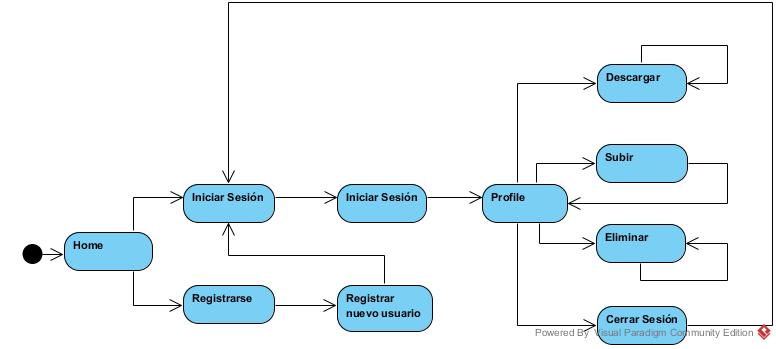 Descargar
Subir
Iniciar Sesión
Iniciar Sesión
Profile
Home
Eliminar
Registrarse
Registrar
nuevo usuario
Cerrar Sesión
Powered By Visual Paradigm Community Edition